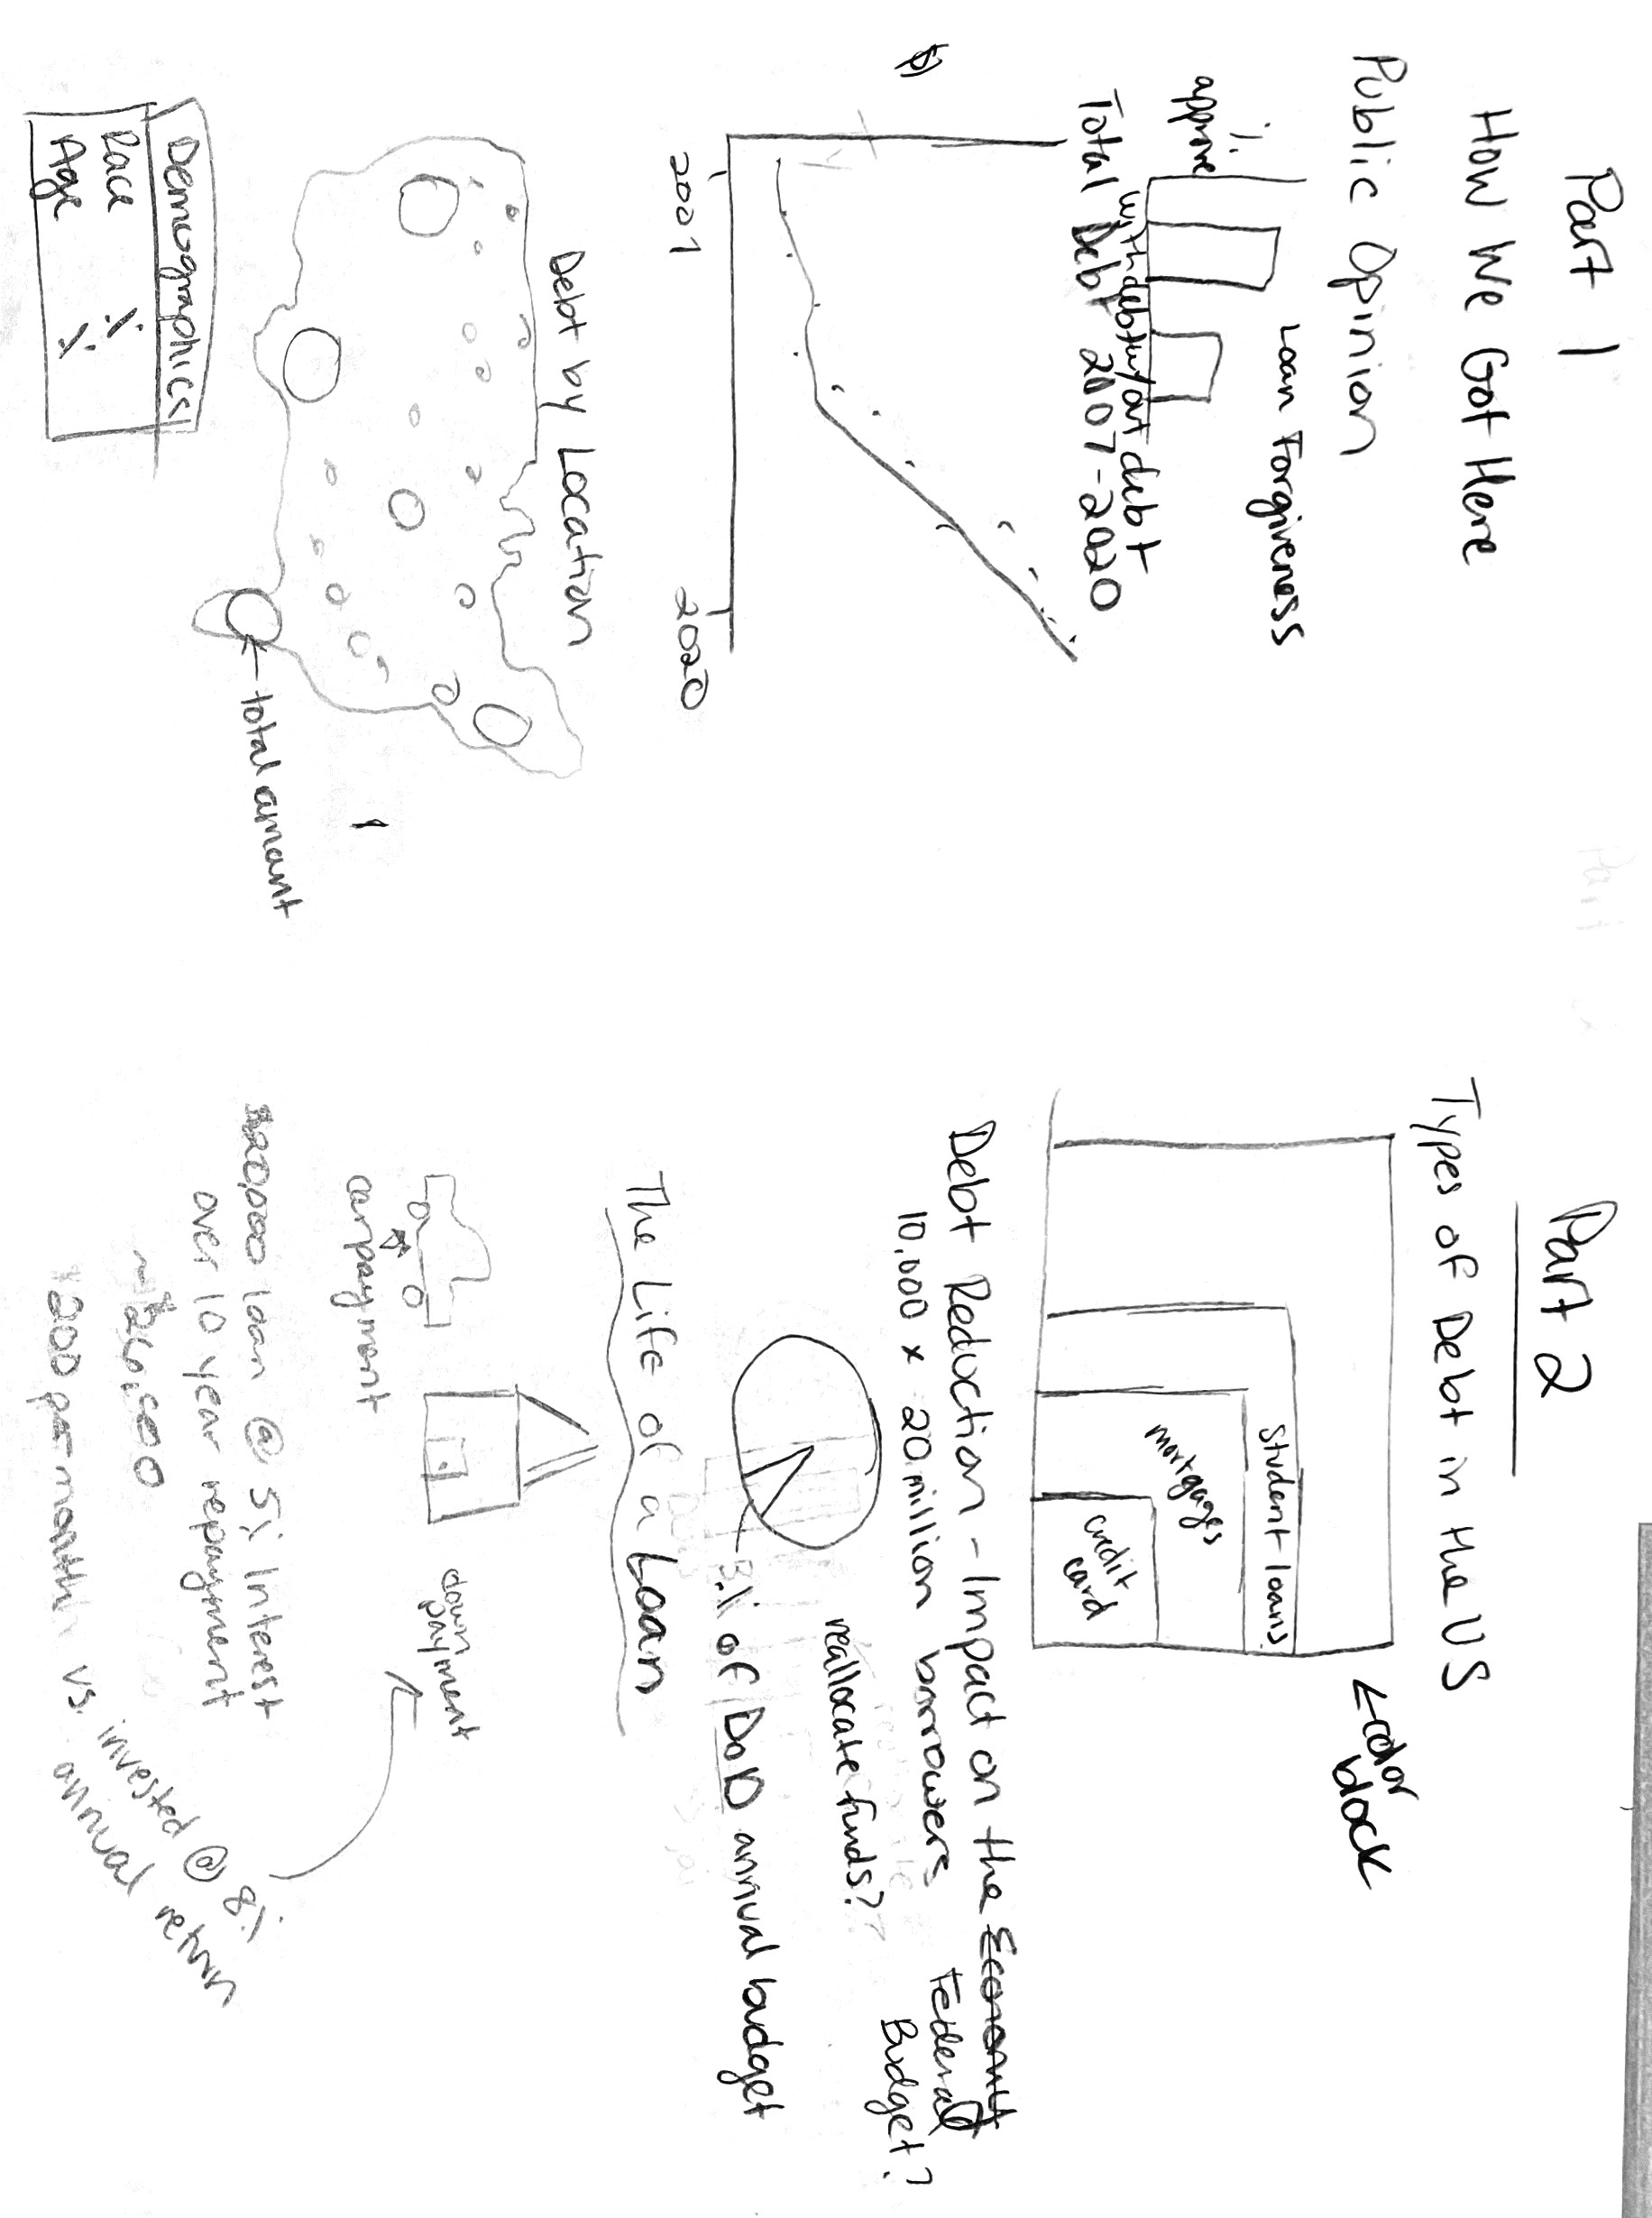 Part 1
How We Got Here
Public Opinion
Loan Forgiveness
% approve
with debt w/out debt
Total Debt 2007-2020
2007
2020
Debt by Location
← total amount
Demographics
Race %
Age %
Part 2
Types of Debt in the US
← color block
student loans
mortgages
credit card
Debt Reduction - Impact on the Economy
Federal Budget?
10,000 x 20 million borrowers
reallocate funds?
3% of DoD annual budget
The Life of a Loan
car payment
down payment
$20,000 loan @ 5% Interest
over 10 year repayment
200 per month vs. invested @ 8%
annual return